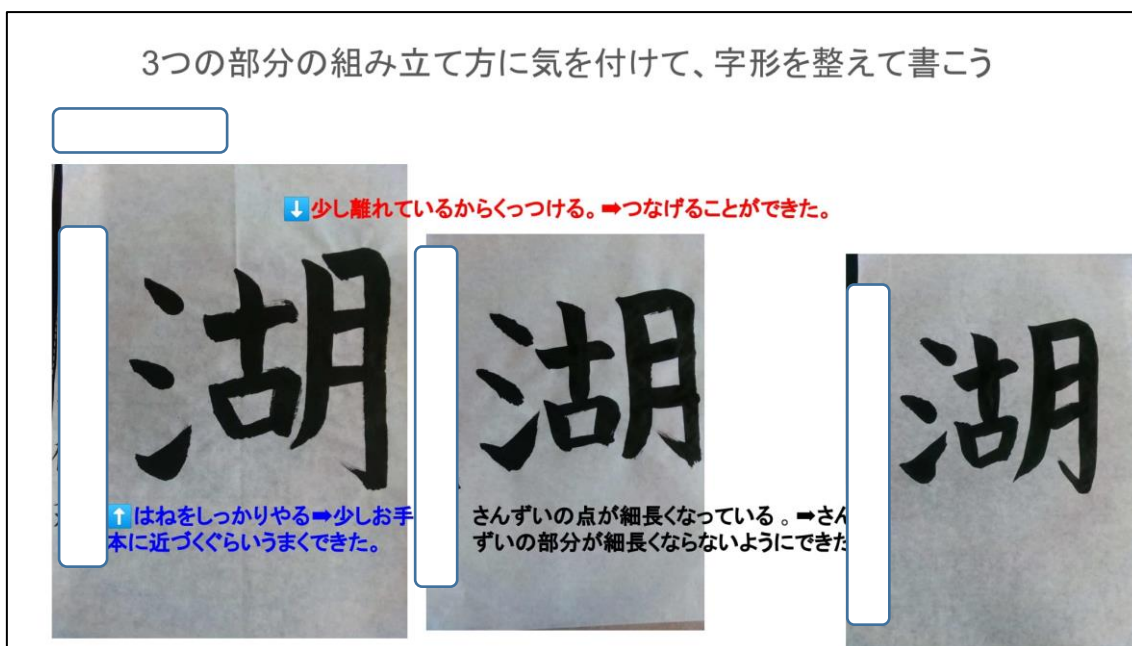 3つの部分の組み立て方に気を付けて、字形を整えて書こう
⬇少し離れているからくっつける。➡つなげることができた。
湖
湖
湖
⬆はねをしっかりやる➡少しお手
本に近づくぐらいうまくできた。
さんずいの点が細長くなっている 。➡さん
ずいの部分が細長くならないようにできた